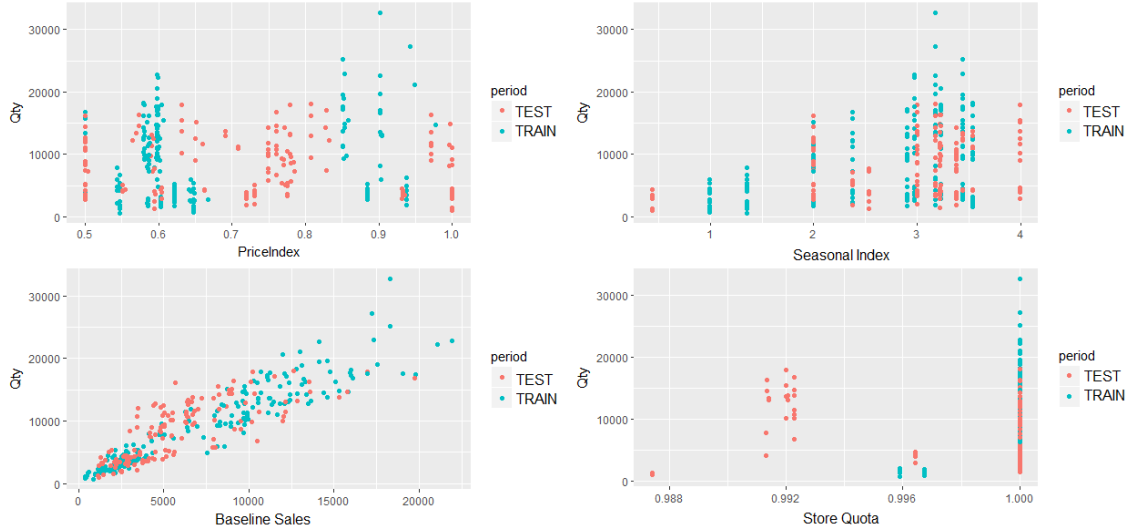 30000
20000
10000
0
Qty
0.5 0.6 0.7 0.8 0.9 1.0
PriceIndex
period
TEST
TRAIN
30000
20000
10000
0
Qty
1 2 3 4
Seasonal Index
period
TEST
TRAIN
30000
20000
10000
0
Qty
0 5000 10000 15000 20000
Baseline Sales
period
TEST
TRAIN
30000
20000
10000
0
Qty
0.988 0.992 0.996 1.000
Store Quota
period
TEST
TRAIN